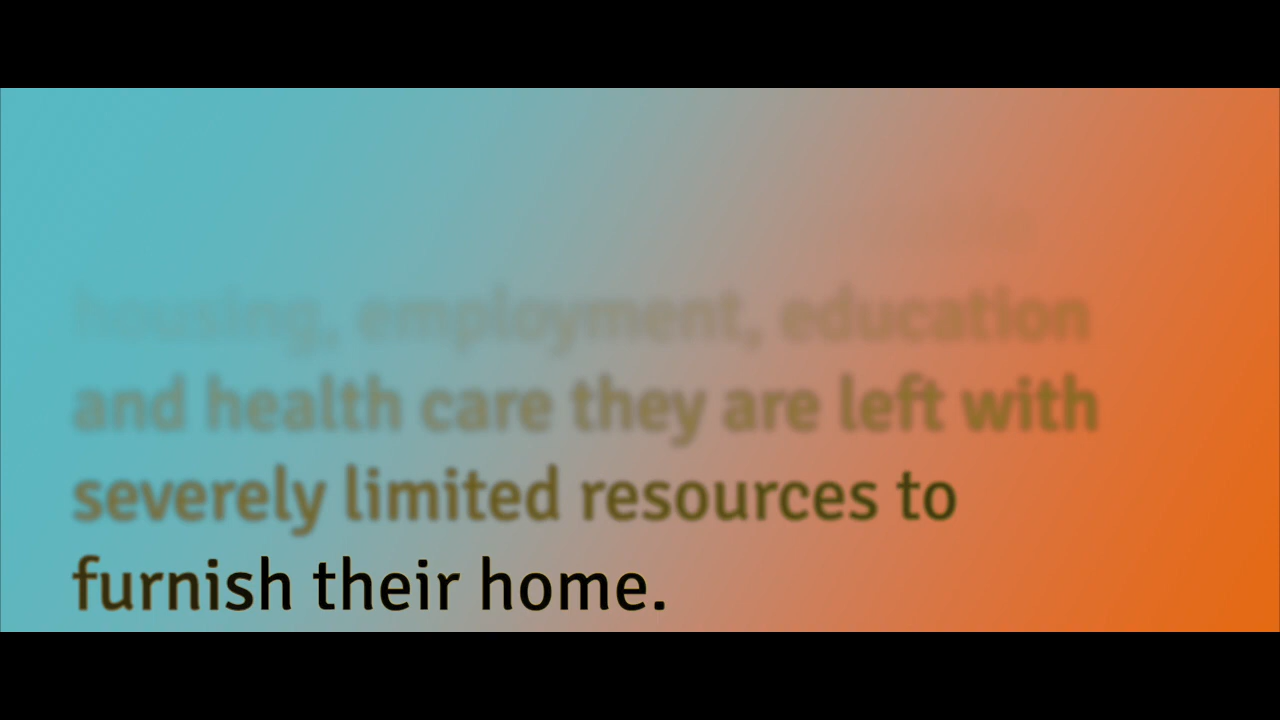 housing, employment, education
and health care they are left with
severely limited resources to
furnish their home.